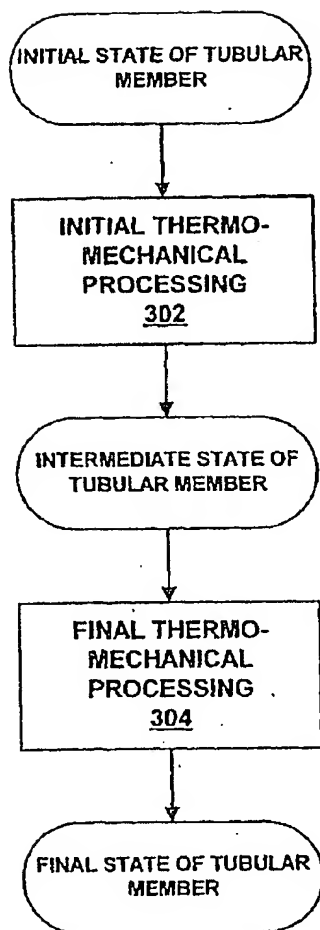 INITIAL STATE OF TUBULAR
MEMBER
INITIAL THERMO-
MECHANICAL
PROCESSING
302
INTERMEDIATE STATE OF
TUBULAR MEMBER
FINAL THERMO-
MECHANICAL
PROCESSING
304
FINAL STATE OF TUBULAR
MEMBER